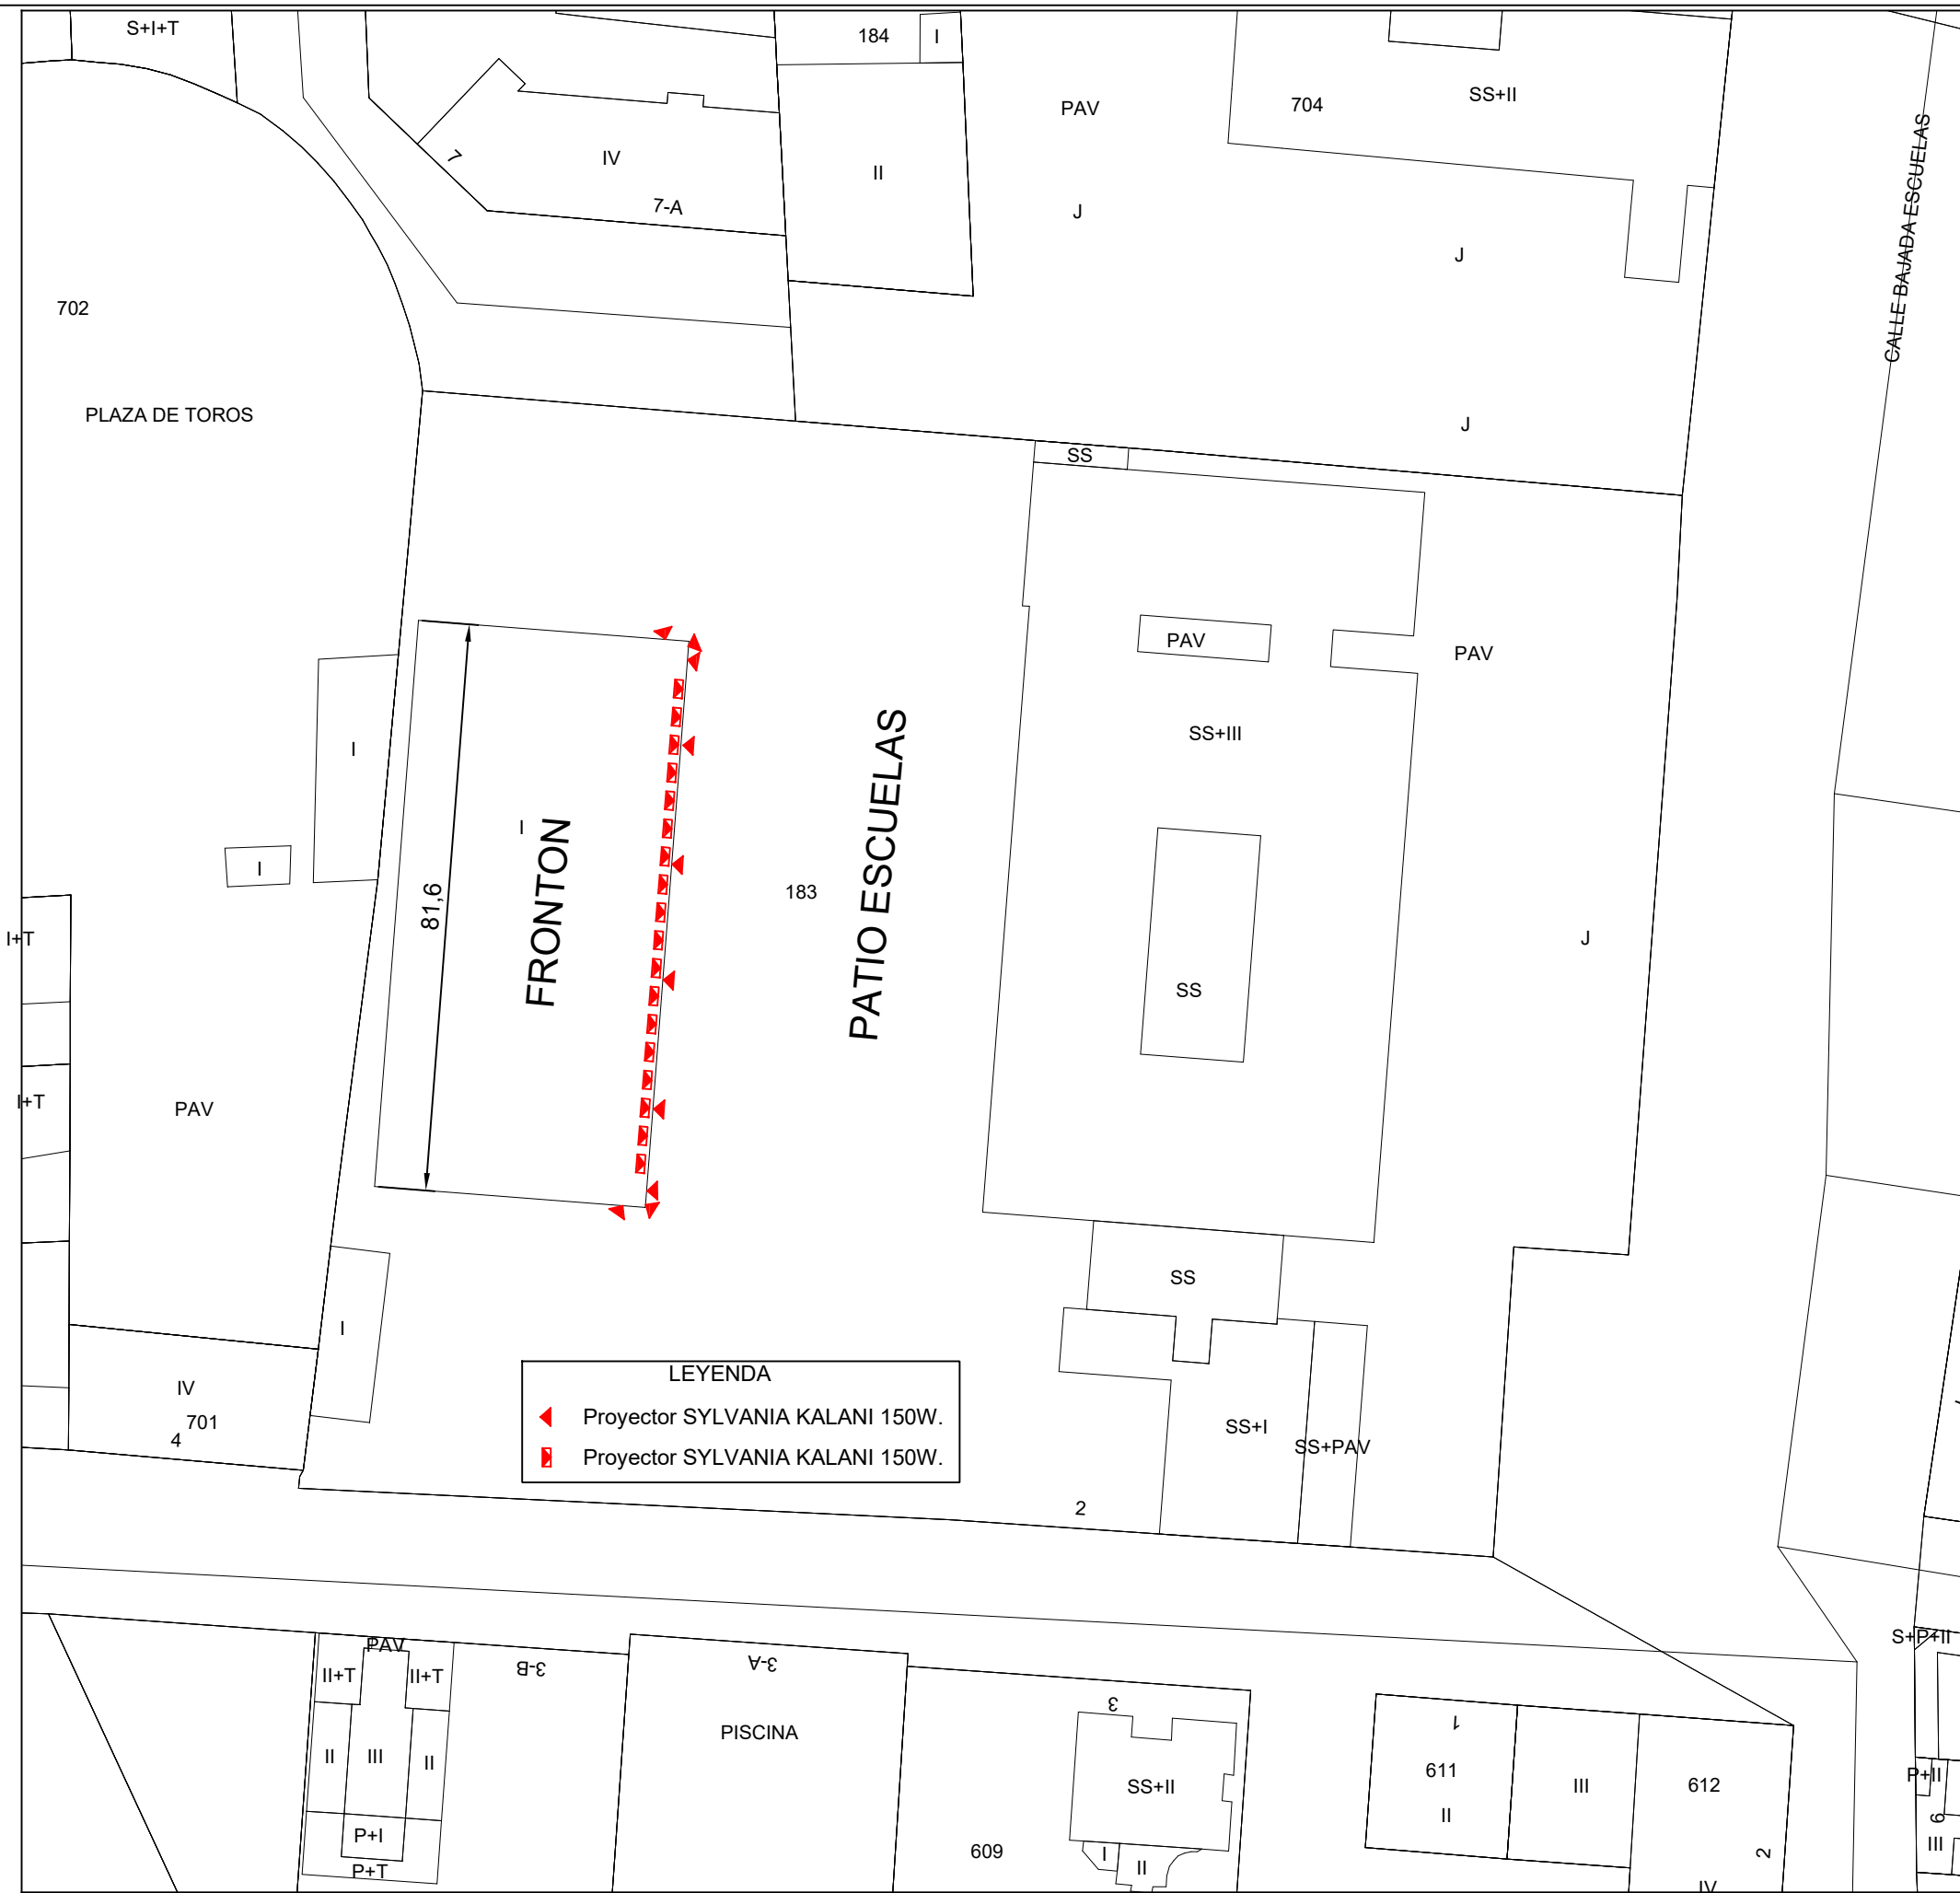 S+I+T
184
I
PAV
704
SS+II
7
IV
7-A
II
J
J
J
CALLE BAJADA ESCUELAS
702
PLAZA DE TOROS
SS
PAV
PAV
SS+III
I
I
I
81,6
FRONTON
183
PATIO ESCUELAS
SS
J
I+T
I+T
PAV
I
SS
IV
701
4
LEYENDA
Proyector SYLVANIA KALANI 150W.
Proyector SYLVANIA KALANI 150W.
SS+I
SS+PAV
2
PAV
II+T
II+T
3-B
3-A
3
1
S+P+II
II
III
II
PISCINA
SS+II
611
II
III
612
P+II
6
III
P+I
P+T
609
I
II
2
IV